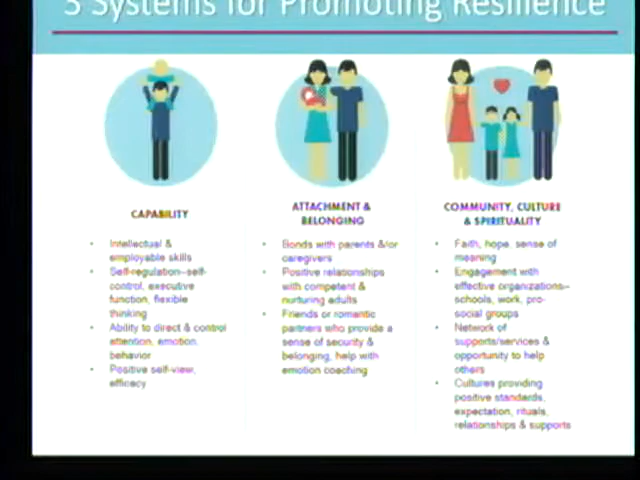 3 Systems for Promoting Resilience
CAPABILITY
• Intellectual &
employable skills
• Self-regulation–self-
control, executive
function, flexible
thinking
• Ability to direct & control
attention, emotion,
behavior
• Positive self-view,
efficacy
ATTACHMENT &
BELONGING
• Bonds with parents &/or
caregivers
• Positive relationships
with competent &
nurturing adults
• Friends or romantic
partners who provide a
sense of security &
belonging, help with
emotion coaching
COMMUNITY, CULTURE
& SPIRITUALITY
• Faith, hope, sense of
meaning
• Engagement with
effective organizations–
schools, work, pro-
social groups
• Network of
supports/services &
opportunity to help
others
• Cultures providing
positive standards,
expectation, rituals,
relationships & supports